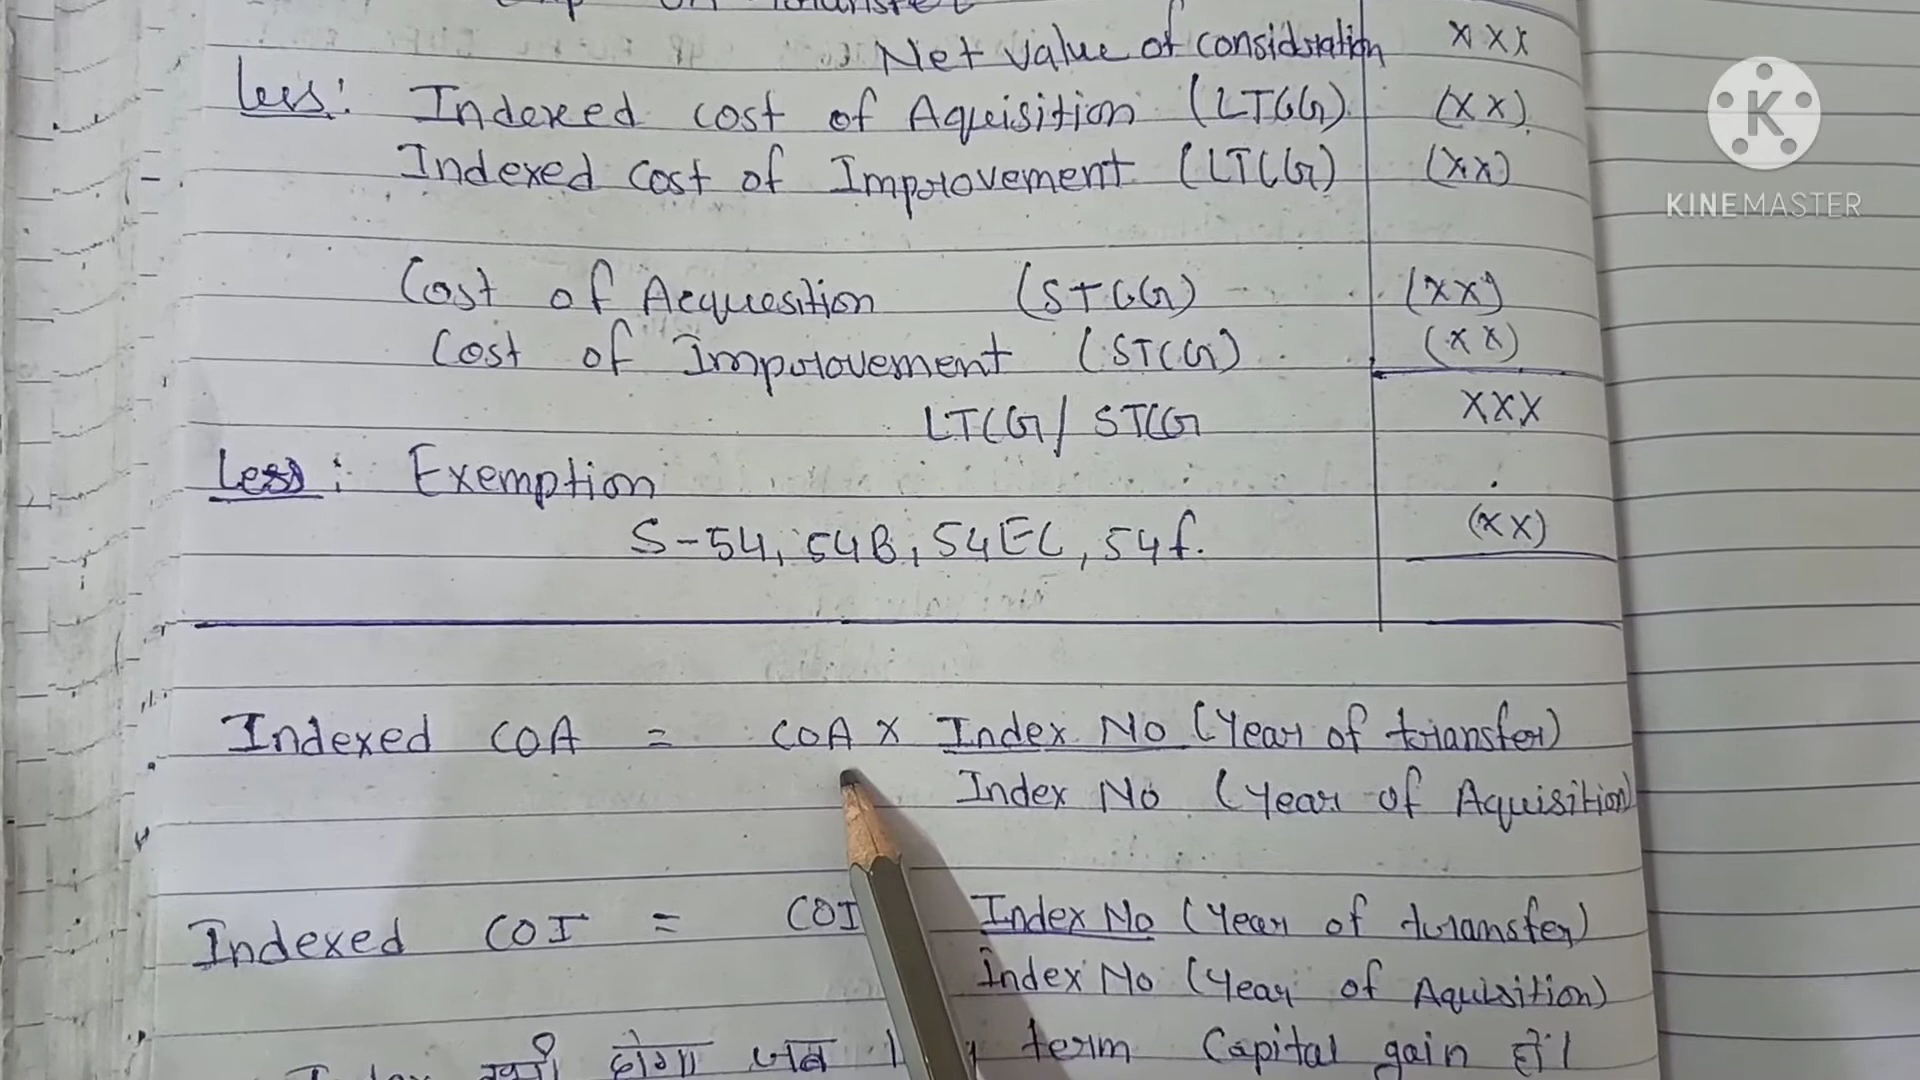 on transfer
Net value of consideration xxx
Less: Indexed cost of Aquisition (LTCG) (xx)
Indexed cost of Improvement (LTCG) (xx)
Cost of Acquesition (STCG) (xx)
Cost of Improvement (STCG) (xx)
LTCG / STCG xxx
Less: Exemption
S-54, 54B, 54EC, 54f. (xx)
Indexed COA = COA x Index No (Year of transfer)
Index No (Year of Aquisition)
Indexed COI = COI Index No (Year of transfer)
Index No (Year of Aquisition)
होगा जब term Capital gain हो।
K
KINEMASTER